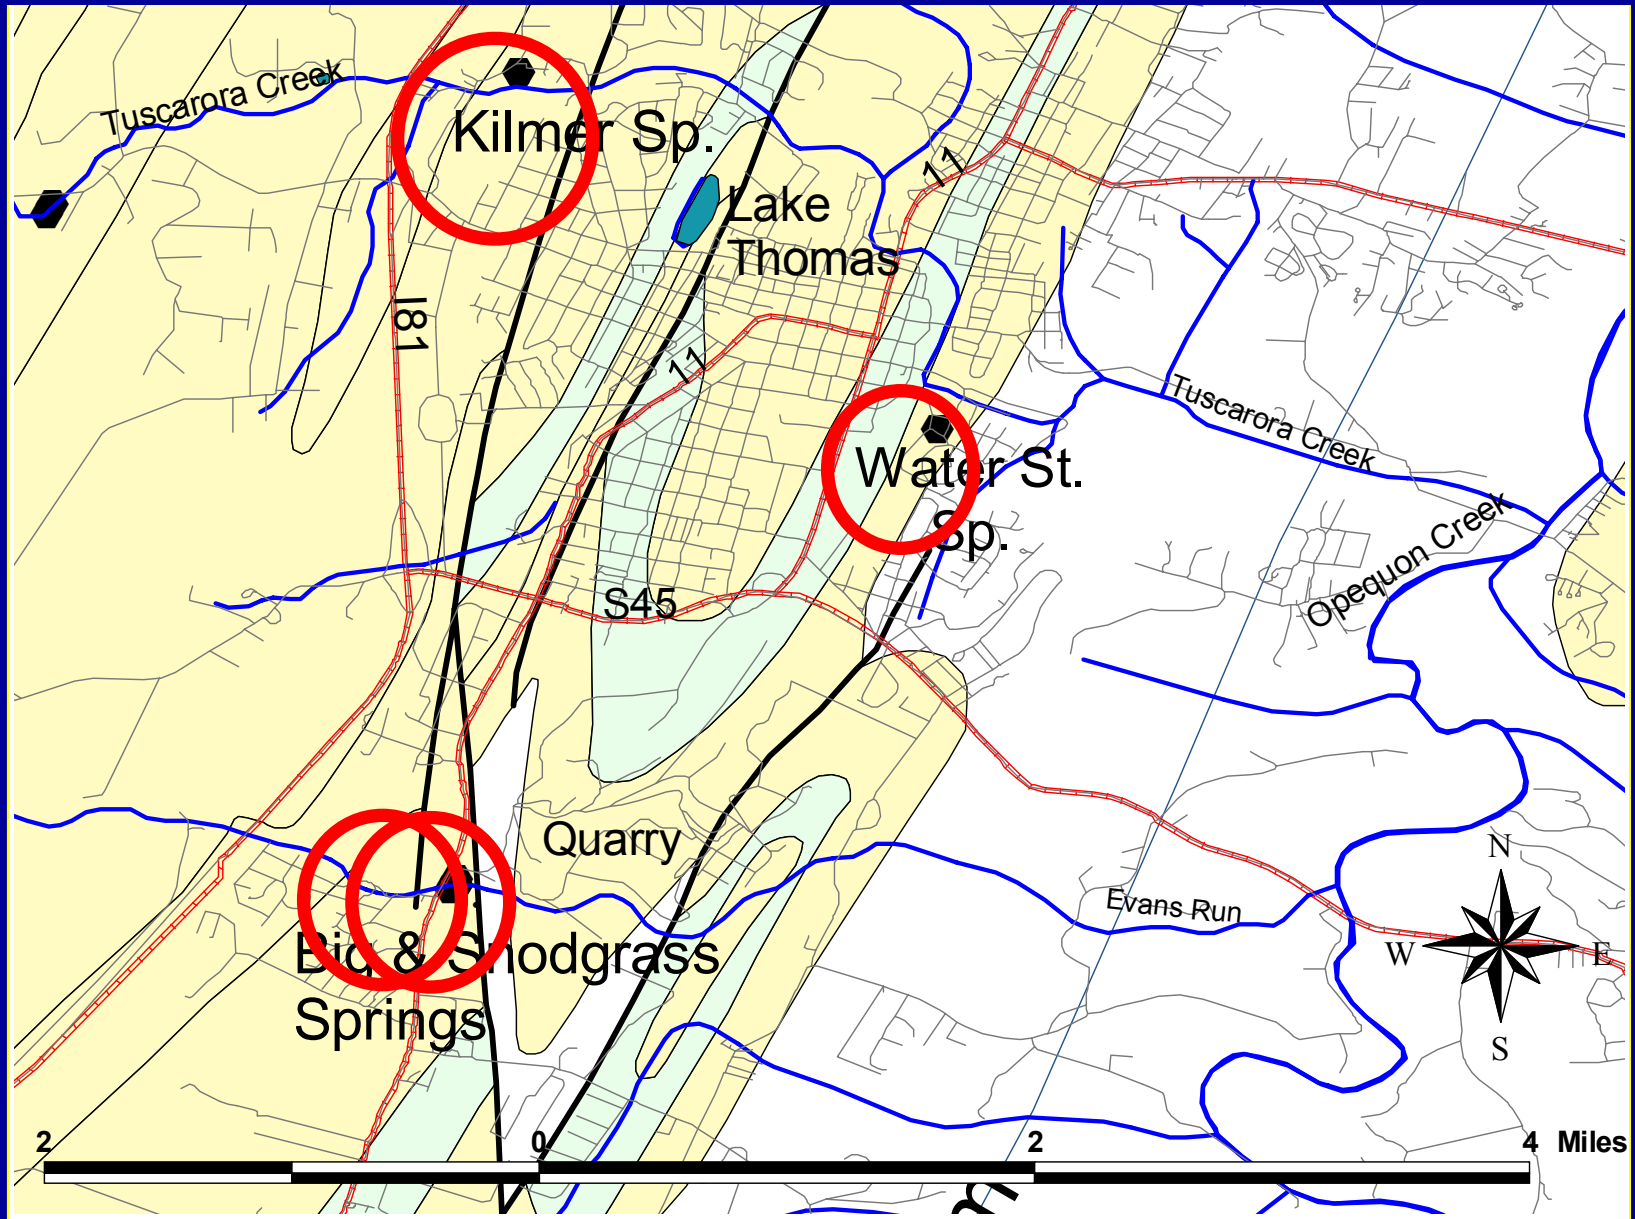 Tuscarora Creek
Kilmer Sp.
11
Lake
Thomas
I81
11
Tuscarora Creek
Water St.
Sp.
Opequon Creek
S45
Quarry
N
Evans Run
W
E
Big & Snodgrass
Springs
S
2 0 2 4 Miles